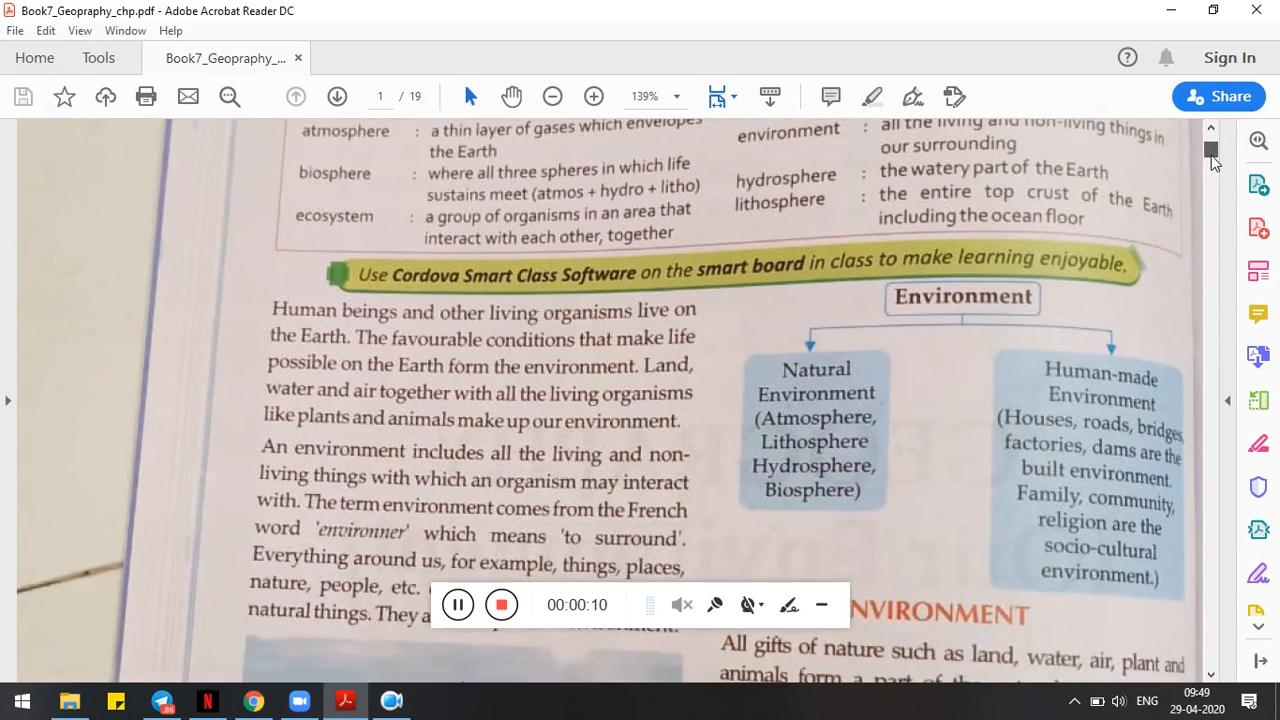 Book7_Geopraphy_chp.pdf - Adobe Acrobat Reader DC
File Edit View Window Help
Home Tools Book7_Geopraphy_... × Sign In
1 / 19 139% Share
atmosphere : a thin layer of gases which envelopes
the Earth
biosphere : where all three spheres in which life
sustains meet (atmos + hydro + litho)
ecosystem : a group of organisms in an area that
interact with each other, together
environment : all the living and non-living things in
our surrounding
hydrosphere : the watery part of the Earth
lithosphere : the entire top crust of the Earth
including the ocean floor
Use Cordova Smart Class Software on the smart board in class to make learning enjoyable.
Human beings and other living organisms live on
the Earth. The favourable conditions that make life
possible on the Earth form the environment. Land,
water and air together with all the living organisms
like plants and animals make up our environment.
An environment includes all the living and non-
living things with which an organism may interact
with. The term environment comes from the French
word 'environner' which means 'to surround'.
Everything around us, for example, things, places,
nature, people, etc.
natural things. They
Environment
Natural
Environment
(Atmosphere,
Lithosphere
Hydrosphere,
Biosphere)
Human-made
Environment
(Houses, roads, bridges,
factories, dams are the
built environment.
Family, community,
religion are the
socio-cultural
environment.)
NVIRONMENT
All gifts of nature such as land, water, air, plant and
animals form a part of
00:00:10
86
ENG
09:49
29-04-2020